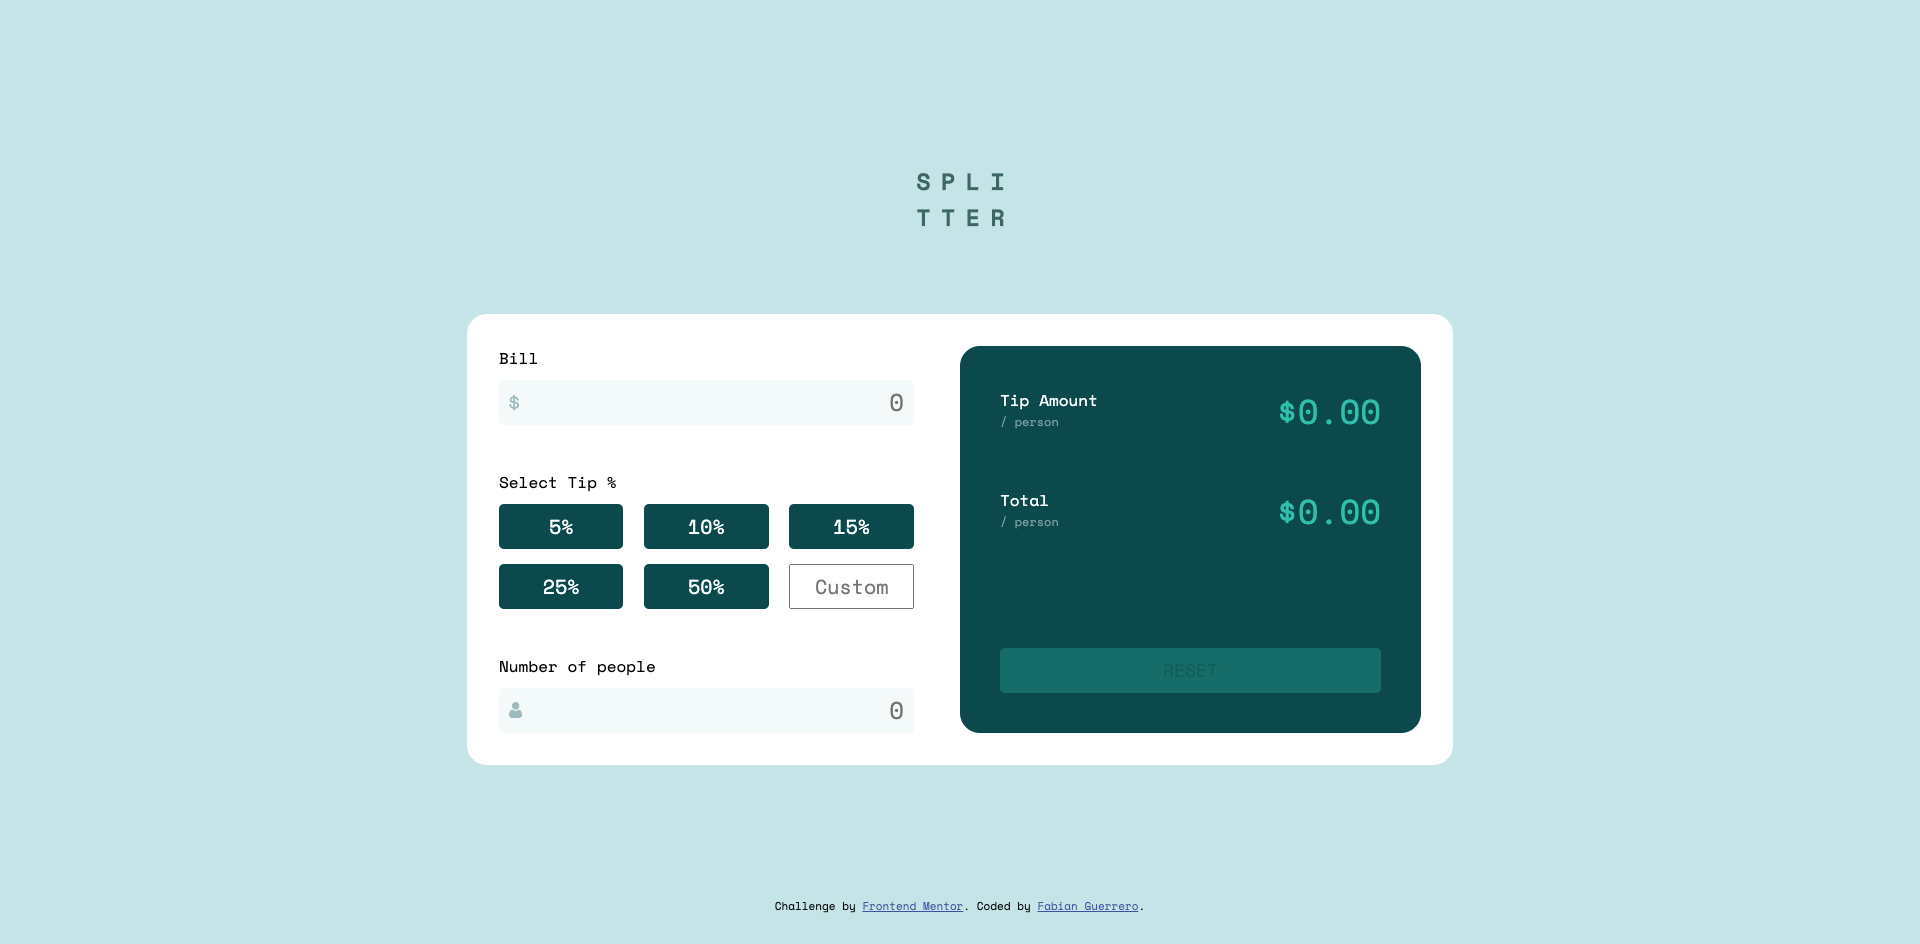 SPLI
TTER
Bill
$ 0
Select Tip %
5% 10% 15%
25% 50% Custom
Number of people
0
Tip Amount
/ person
$0.00
Total
/ person
$0.00
RESET
Challenge by Frontend Mentor. Coded by Fabian Guerrero.